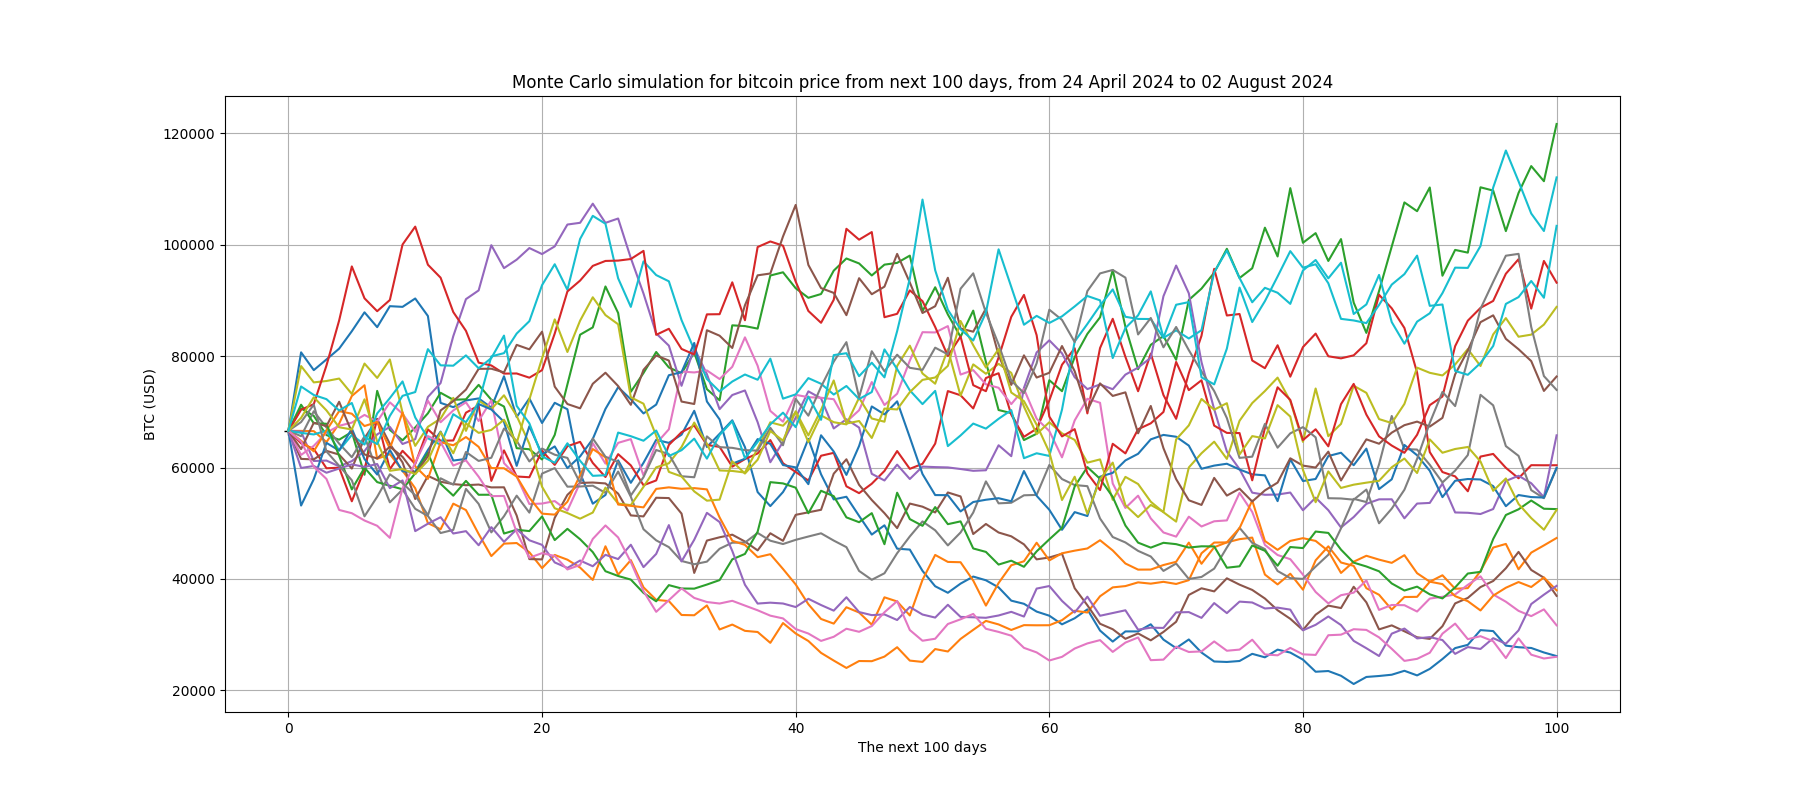 Monte Carlo simulation for bitcoin price from next 100 days, from 24 April 2024 to 02 August 2024
BTC (USD)
120000
100000
80000
60000
40000
20000
0 20 40 60 80 100
The next 100 days